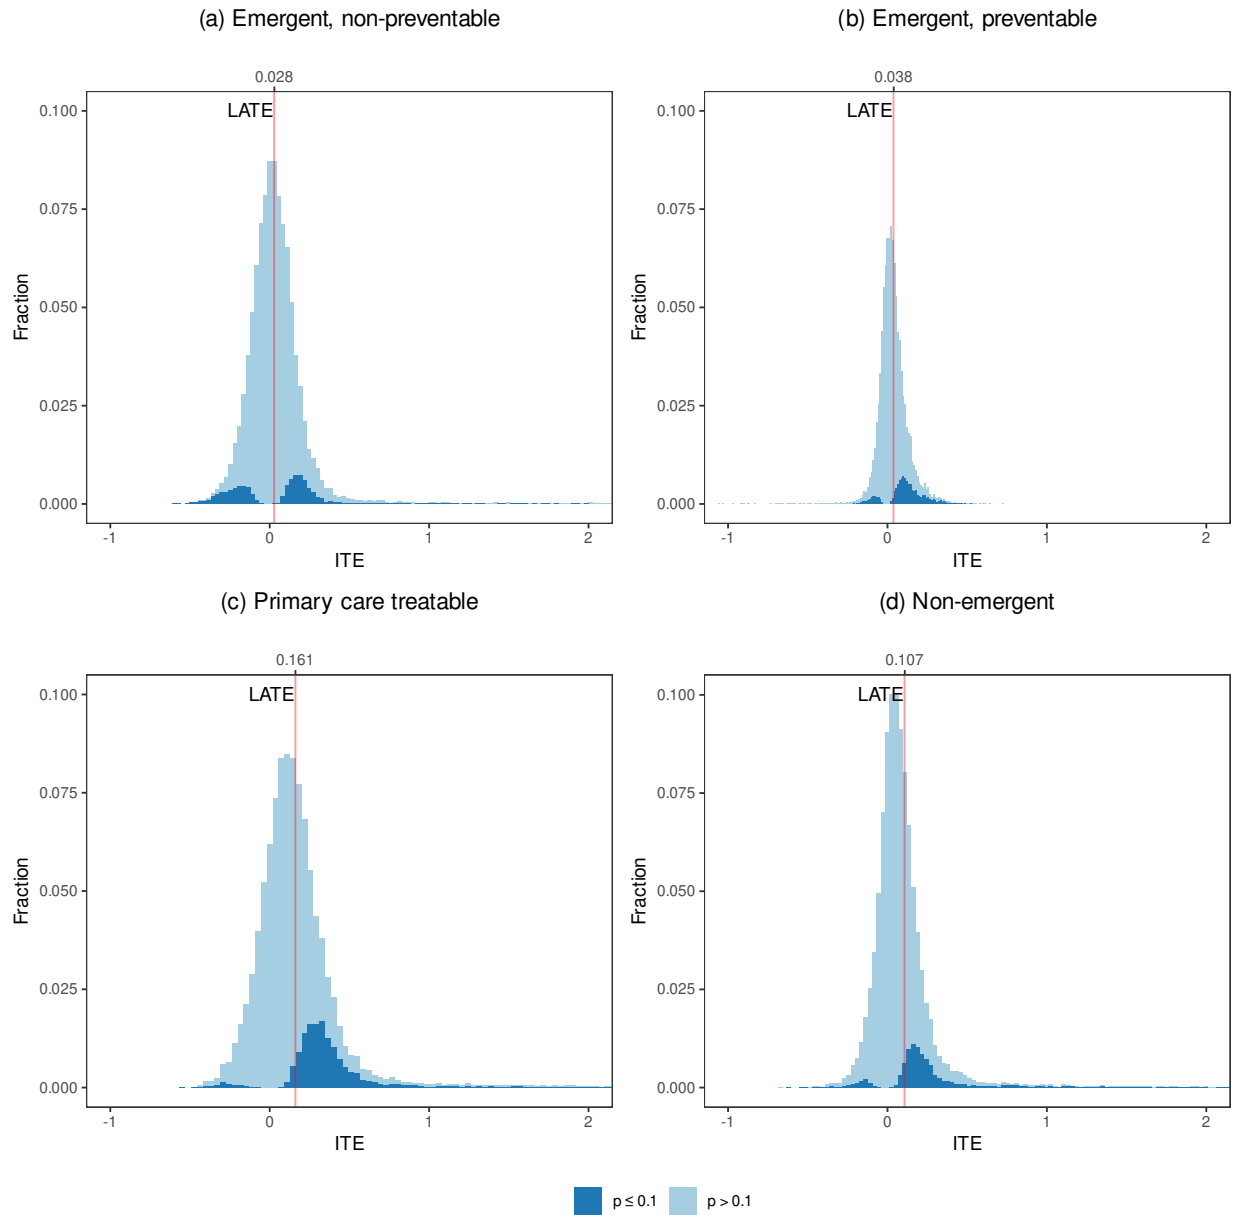 (a) Emergent, non-preventable
(b) Emergent, preventable
0.028
0.038
LATE
LATE
0.100
0.075
0.050
0.025
0.000
Fraction
-1 0 1 2
ITE
0.100
0.075
0.050
0.025
0.000
Fraction
-1 0 1 2
ITE
(c) Primary care treatable
(d) Non-emergent
0.161
0.107
LATE
LATE
0.100
0.075
0.050
0.025
0.000
Fraction
-1 0 1 2
ITE
0.100
0.075
0.050
0.025
0.000
Fraction
-1 0 1 2
ITE
p ≤ 0.1 p > 0.1